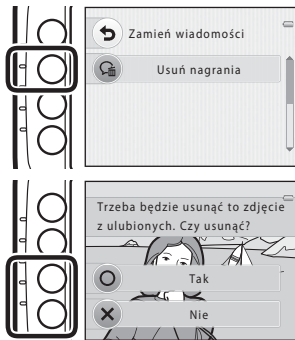 Zamień wiadomości
Usuń nagrania
Trzeba będzie usunąć to zdjęcie
z ulubionych. Czy usunąć?
Tak
Nie